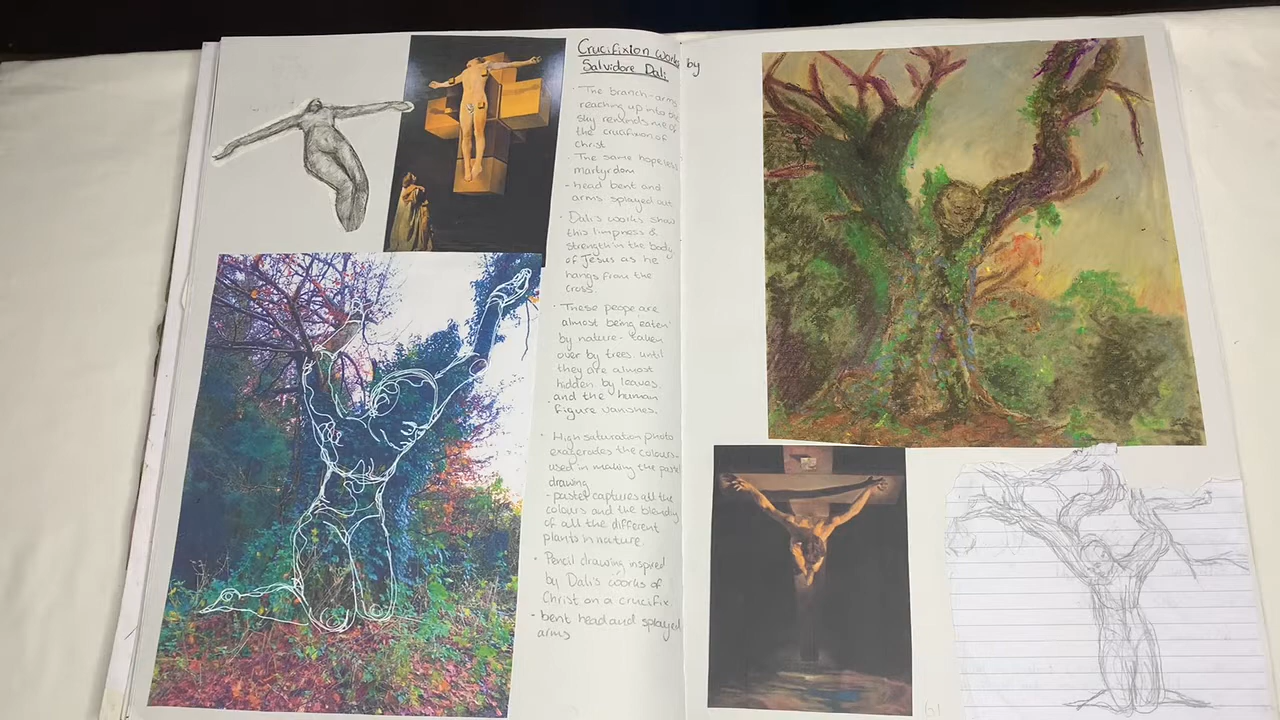 Crucifixion works by
Salvidore Dali:
· The branch-arms
reaching up into the
sky reminds me of
the crucifixion of
christ
· The same hopeless
martyrdom
- head bent and
arms splayed out
· Dali's works show
this limpness &
strength in the body
of Jesus as he
hangs from the
cross.
· These peope are
almost being 'eaten'
by nature - taken
over by trees until
they are almost
hidden by leaves
and the human
figure vanishes.
· High saturation photo
exagerates the colours
used in making the pastel
drawing
- pastel captures all the
colours and the blending
of all the different
plants in nature.
· Pencil drawing inspired
by Dali's works of
Christ on a crucifix.
- bent head and splayed
arms